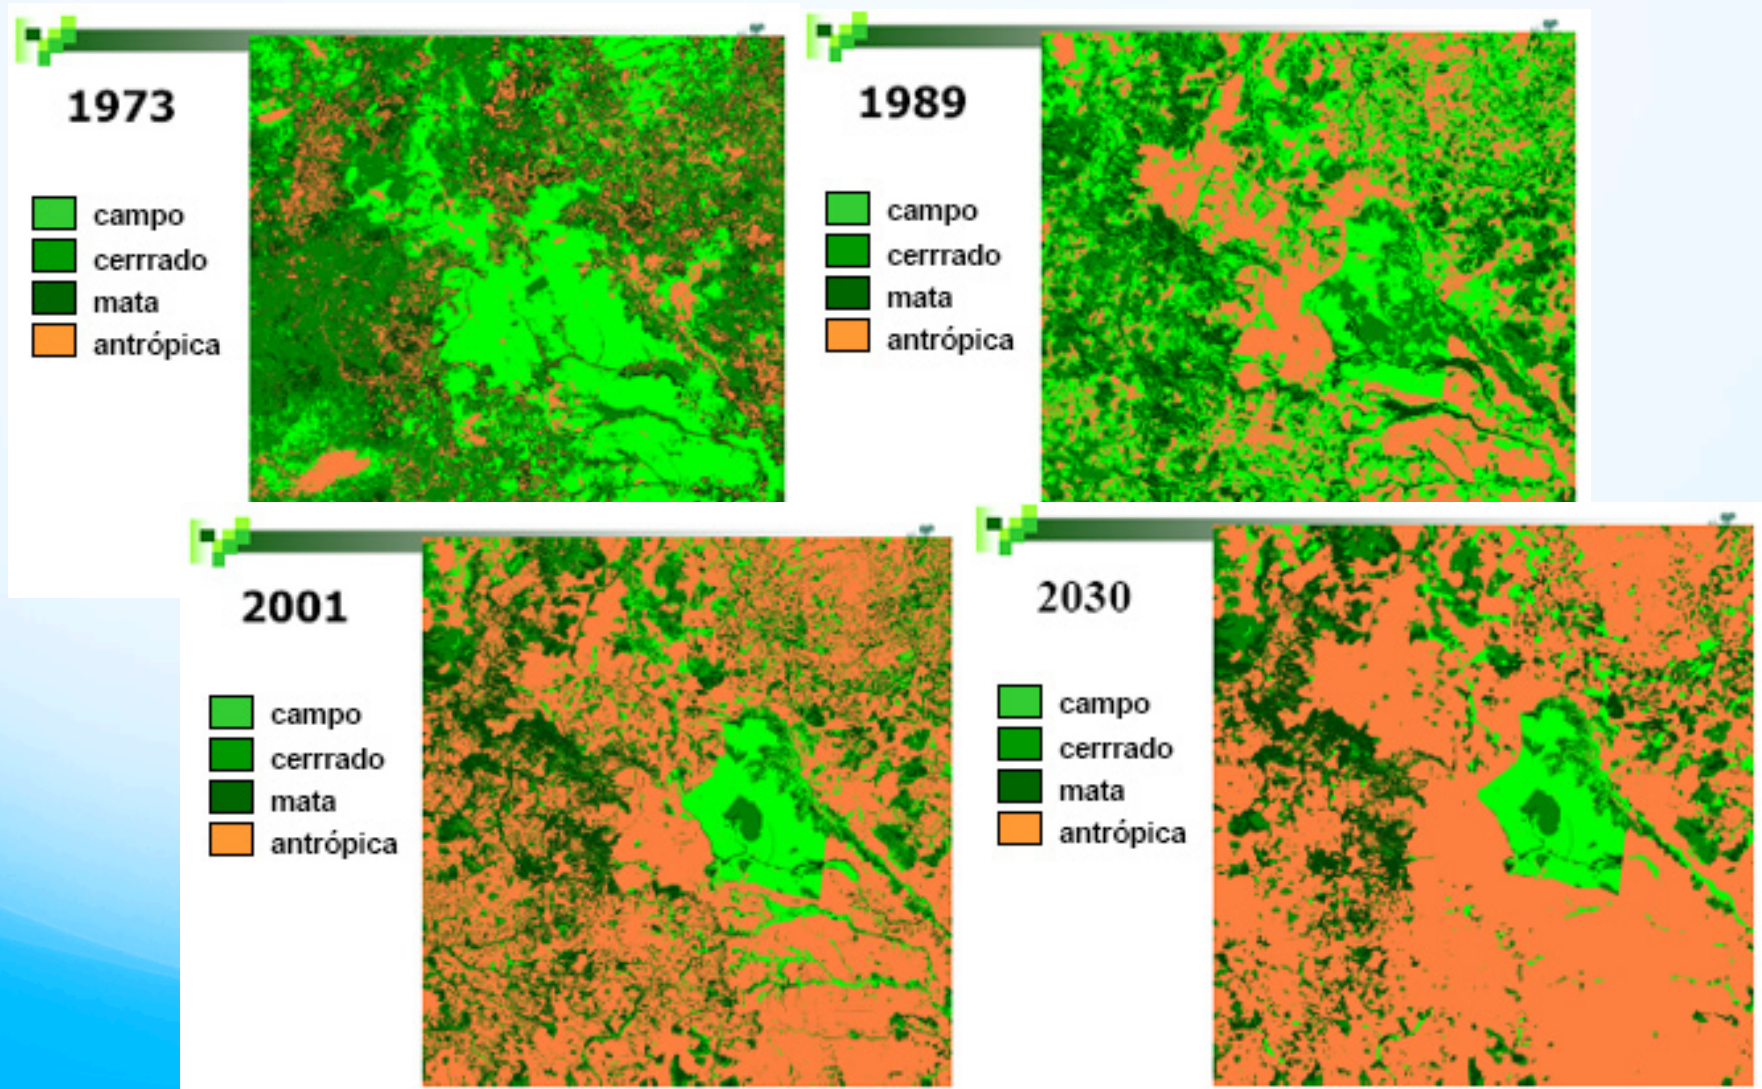 1973
campo
cerrrado
mata
antrópica
1989
campo
cerrrado
mata
antrópica
2001
campo
cerrrado
mata
antrópica
2030
campo
cerrrado
mata
antrópica